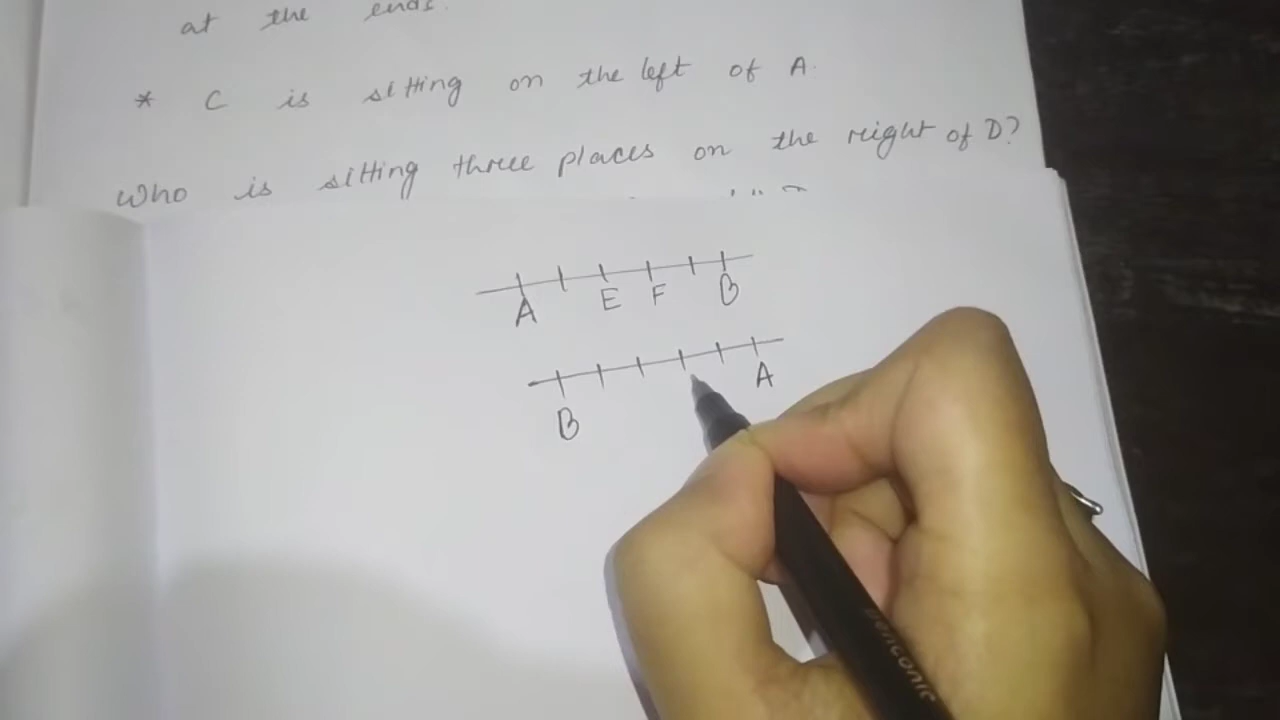 at the ends.
* C is sitting on the left of A.
Who is sitting three places on the right of D?
A E F B
B A